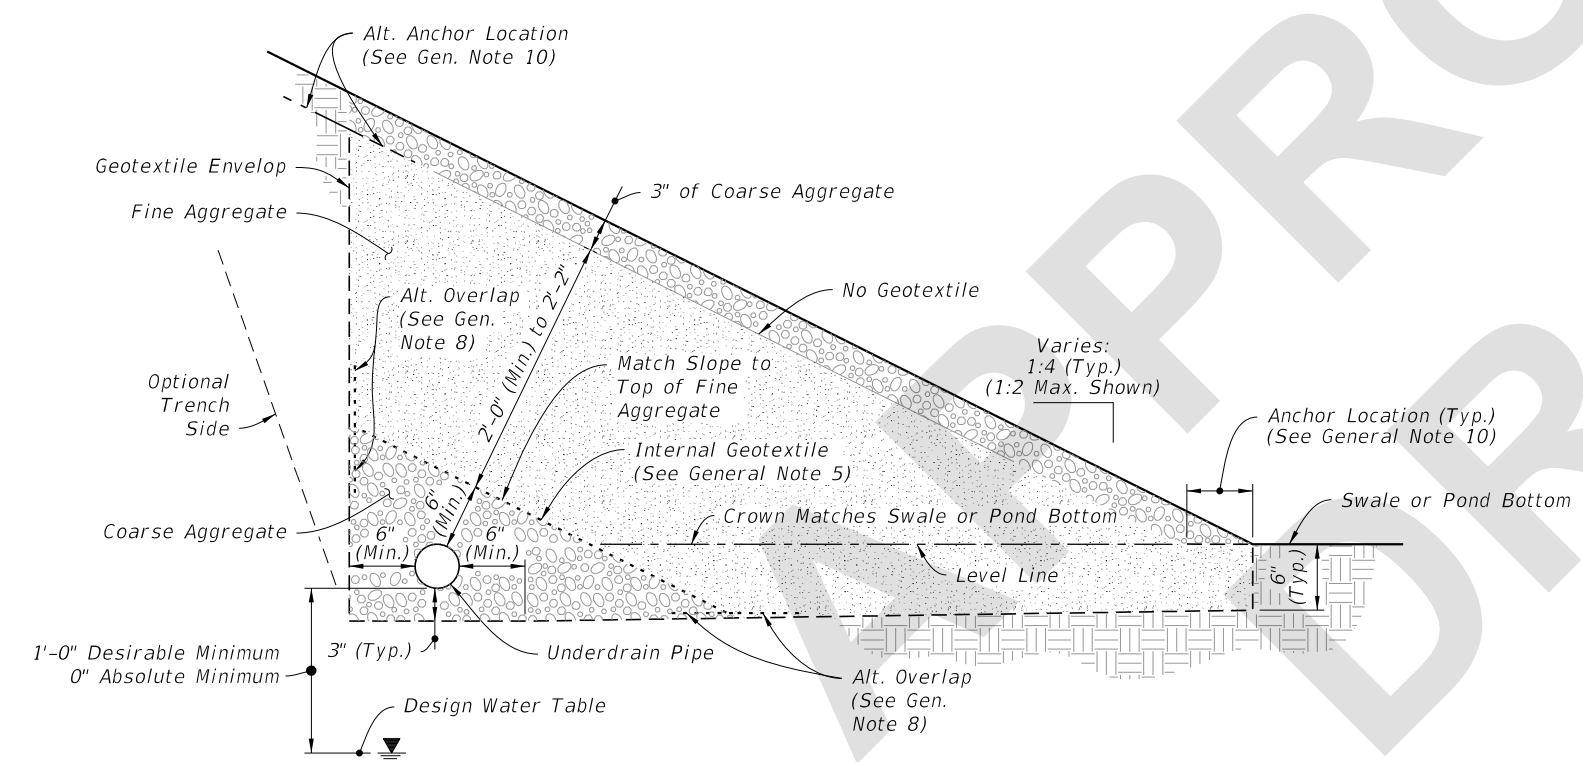 Alt. Anchor Location
(See Gen. Note 10)
Geotextile Envelop
Fine Aggregate
3" of Coarse Aggregate
No Geotextile
Alt. Overlap
(See Gen.
Note 8)
2'-0" (Min.) to 2'-2"
Varies:
1:4 (Typ.)
(1:2 Max. Shown)
Match Slope to
Top of Fine
Aggregate
Optional
Trench
Side
Anchor Location (Typ.)
(See General Note 10)
Internal Geotextile
(See General Note 5)
6"
(Min.)
Swale or Pond Bottom
Crown Matches Swale or Pond Bottom
Coarse Aggregate
6"
(Min.)
6"
(Min.)
Level Line
6"
(Typ.)
1'-0" Desirable Minimum
0" Absolute Minimum
3" (Typ.)
Underdrain Pipe
Alt. Overlap
(See Gen.
Note 8)
Design Water Table
APPRO
DR